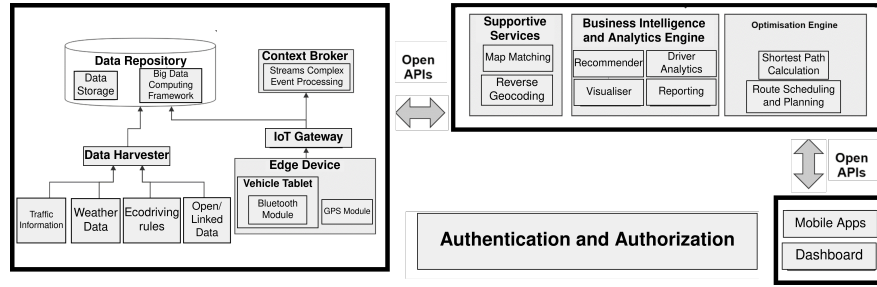 Data Repository
Data
Storage
Big Data
Computing
Framework
Context Broker
Streams Complex
Event Processing
IoT Gateway
Data Harvester
Edge Device
Vehicle Tablet
Bluetooth
Module
GPS Module
Traffic
Information
Weather
Data
Ecodriving
rules
Open/
Linked
Data
Open
APIs
Supportive
Services
Map Matching
Reverse
Geocoding
Business Intelligence
and Analytics Engine
Recommender
Driver
Analytics
Visualiser
Reporting
Optimisation Engine
Shortest Path
Calculation
Route Scheduling
and Planning
Open
APIs
Authentication and Authorization
Mobile Apps
Dashboard